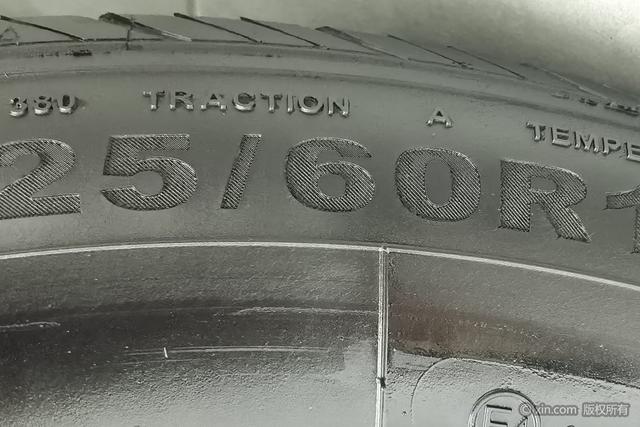 380 TRACTION A TEMPE
25/60R1
E
© xin.com 版权所有